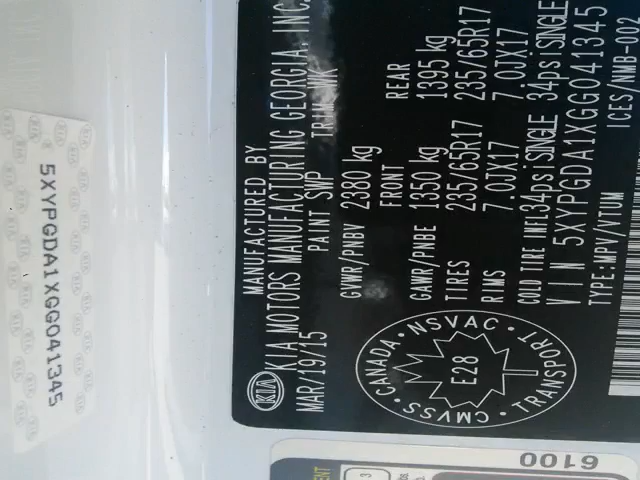 5XYPGDA1XGG041345
MANUFACTURED BY
KIA KIA MOTORS MANUFACTURING GEORGIA, INC.
MAR/19/15 PAINT SWP TRIM WK
GVWR/PNBV 2380 kg
FRONT REAR
GAWR/PNBE 1350 kg 1395 kg
TIRES 235/65R17 235/65R17
RIMS 7.0JX17 7.0JX17
COLD TIRE INFL 34psi SINGLE 34psi SINGLE
VIN 5XYPGDA1XGG041345
TYPE:MPV/VTUM ICES/NMB-002
CANADA · NSVAC · TRANSPORT · CMVSS ·
E28
6100
3